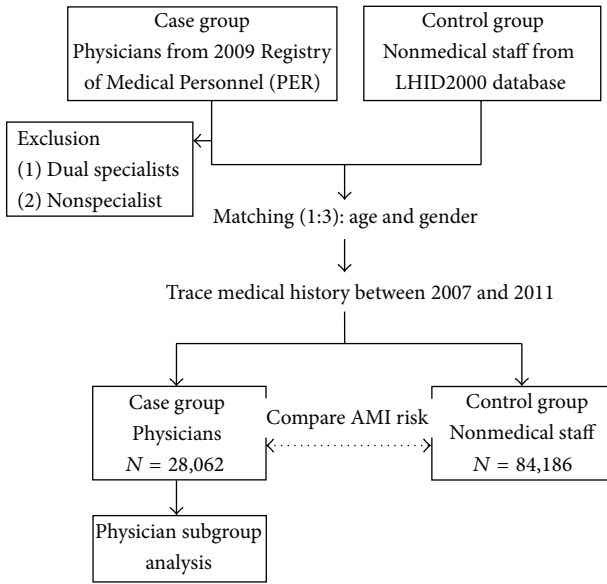 Case group
Physicians from 2009 Registry
of Medical Personnel (PER)
Control group
Nonmedical staff from
LHID2000 database
Exclusion
(1) Dual specialists
(2) Nonspecialist
Matching (1:3): age and gender
Trace medical history between 2007 and 2011
Case group
Physicians
N = 28,062
Compare AMI risk
Control group
Nonmedical staff
N = 84,186
Physician subgroup
analysis